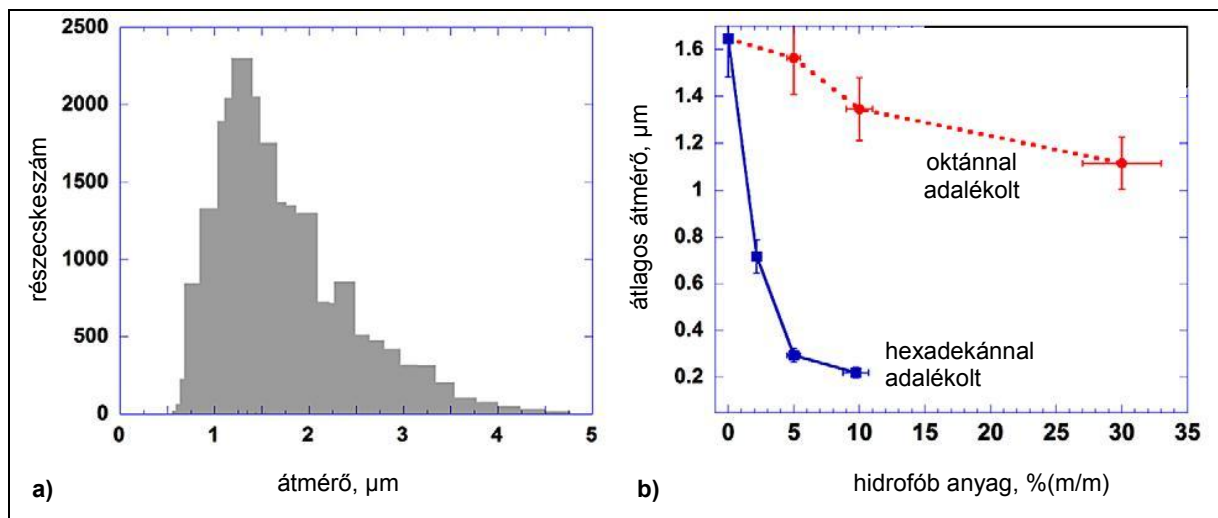 részecskeszám
2500
2000
1500
1000
500
0
0 1 2 3 4 5
átmérő, µm
a)
átlagos átmérő, µm
1.6
1.4
1.2
1
0.8
0.6
0.4
0.2
oktánnal
adalékolt
hexadekánnal
adalékolt
0 5 10 15 20 25 30 35
hidrofób anyag, %(m/m)
b)